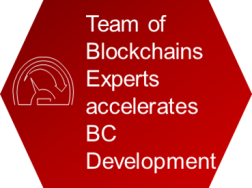 Team of
Blockchains
Experts
accelerates
BC
Development